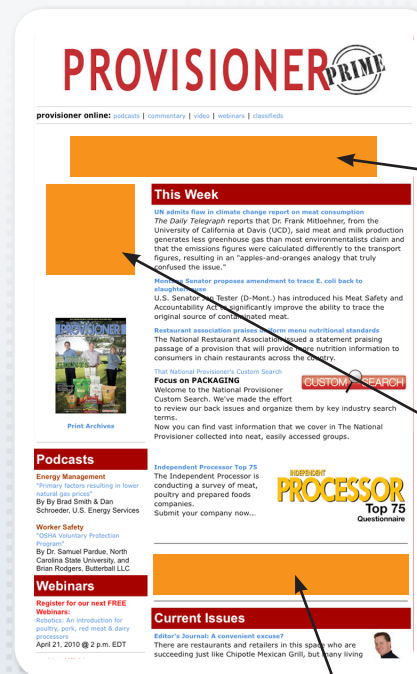 PROVISIONER PRIME
provisioner online: podcasts | commentary | video | webinars | classifieds
This Week
UN admits flaw in climate change report on meat consumption
The Daily Telegraph reports that Dr. Frank Mitloehner, from the
University of California at Davis (UCD), said meat and milk production
generates less greenhouse gas than most environmentalists claim and
that the emissions figures were calculated differently to the transport
figures, resulting in an "apples-and-oranges analogy that truly
confused the issue."
Montana Senator proposes amendment to trace E. coli back to
slaughterhouse
U.S. Senator Jon Tester (D-Mont.) has introduced his Meat Safety and
Accountability Act to significantly improve the ability to trace the
original source of contaminated meat.
Restaurant association praises uniform menu nutritional standards
The National Restaurant Association issued a statement praising
passage of a provision that will provide more nutrition information to
consumers in chain restaurants across the country.
That National Provisioner's Custom Search
Focus on PACKAGING
Welcome to the National Provisioner
Custom Search. We've made the effort
to review our back issues and organize them by key industry search
terms.
Now you can find vast information that we cover in The National
Provisioner collected into neat, easily accessed groups.
CUSTOM SEARCH
Independent Processor Top 75
The Independent Processor is
conducting a survey of meat,
poultry and prepared foods
companies.
Submit your company now...
INDEPENDENT
PROCESSOR
Top 75
Questionnaire
PROVISIONER
Print Archives
Podcasts
Energy Management
"Primary factors resulting in lower
natural gas prices"
By By Brad Smith & Dan
Schroeder, U.S. Energy Services
Worker Safety
"OSHA Voluntary Protection
Program"
By Dr. Samuel Pardue, North
Carolina State University, and
Brian Rodgers, Butterball LLC
Webinars
Register for our next FREE
Webinars:
Robotics: An introduction for
poultry, pork, red meat & dairy
processors
April 21, 2010 @ 2 p.m. EDT
Current Issues
Editor's Journal: A convenient excuse?
There are restaurants and retailers in this space who are
succeeding just like Chipotle Mexican Grill, but many living